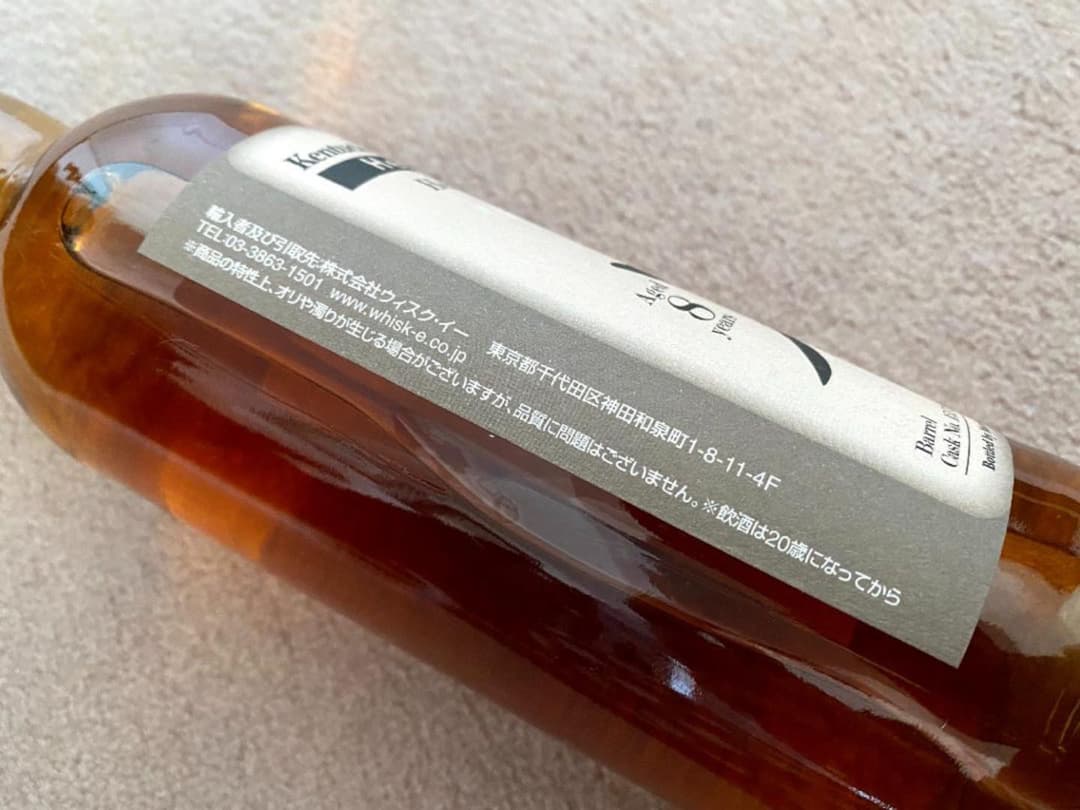 輸入者及び引取先:株式会社ウィスク・イー 東京都千代田区神田和泉町1-8-11-4F
TEL:03-3863-1501 www.whisk-e.co.jp
※商品の特性上、オリや濁りが生じる場合がございますが、品質に問題はございません。※飲酒は20歳になってから
Aged
8
years
Barrel
Cask No.
Bottled